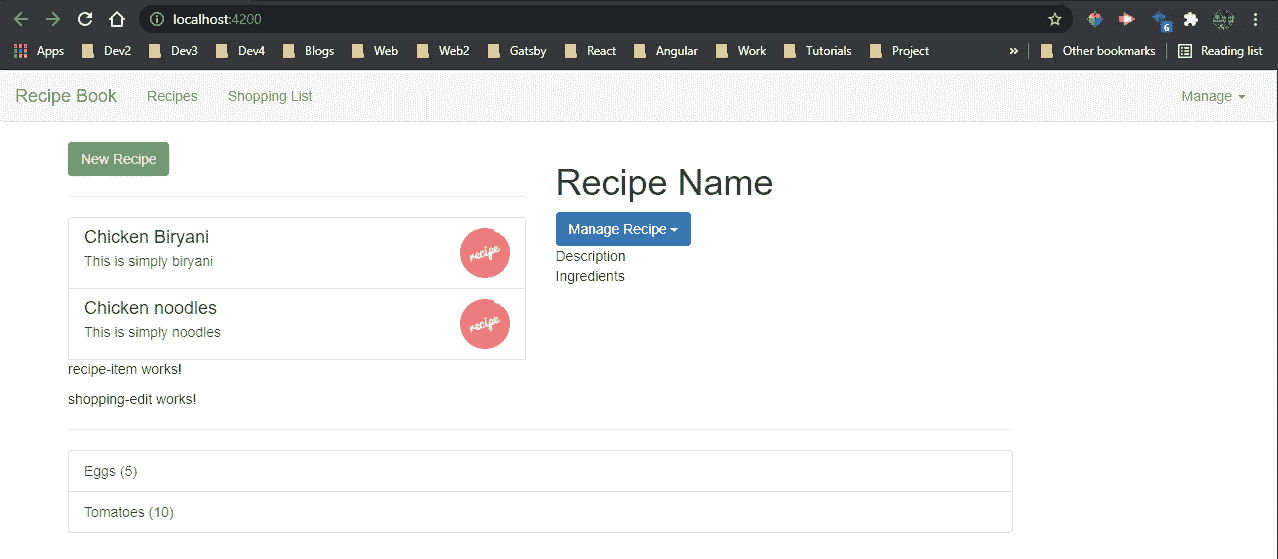 localhost:4200
6
Apps Dev2 Dev3 Dev4 Blogs Web Web2 Gatsby React Angular Work Tutorials Project » Other bookmarks Reading list
Recipe Book Recipes Shopping List Manage
New Recipe
Recipe Name
Manage Recipe
Description
Ingredients
Chicken Biryani
This is simply biryani
recipe
Chicken noodles
This is simply noodles
recipe
recipe-item works!
shopping-edit works!
Eggs (5)
Tomatoes (10)